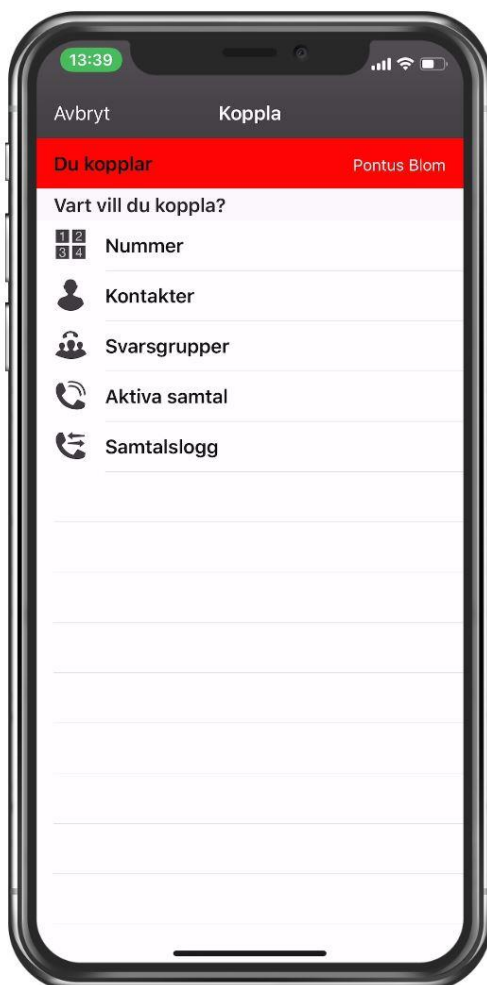 13:39
Avbryt Koppla
Du kopplar Pontus Blom
Vart vill du koppla?
1 2
3 4
Nummer
Kontakter
Svarsgrupper
Aktiva samtal
Samtalslogg